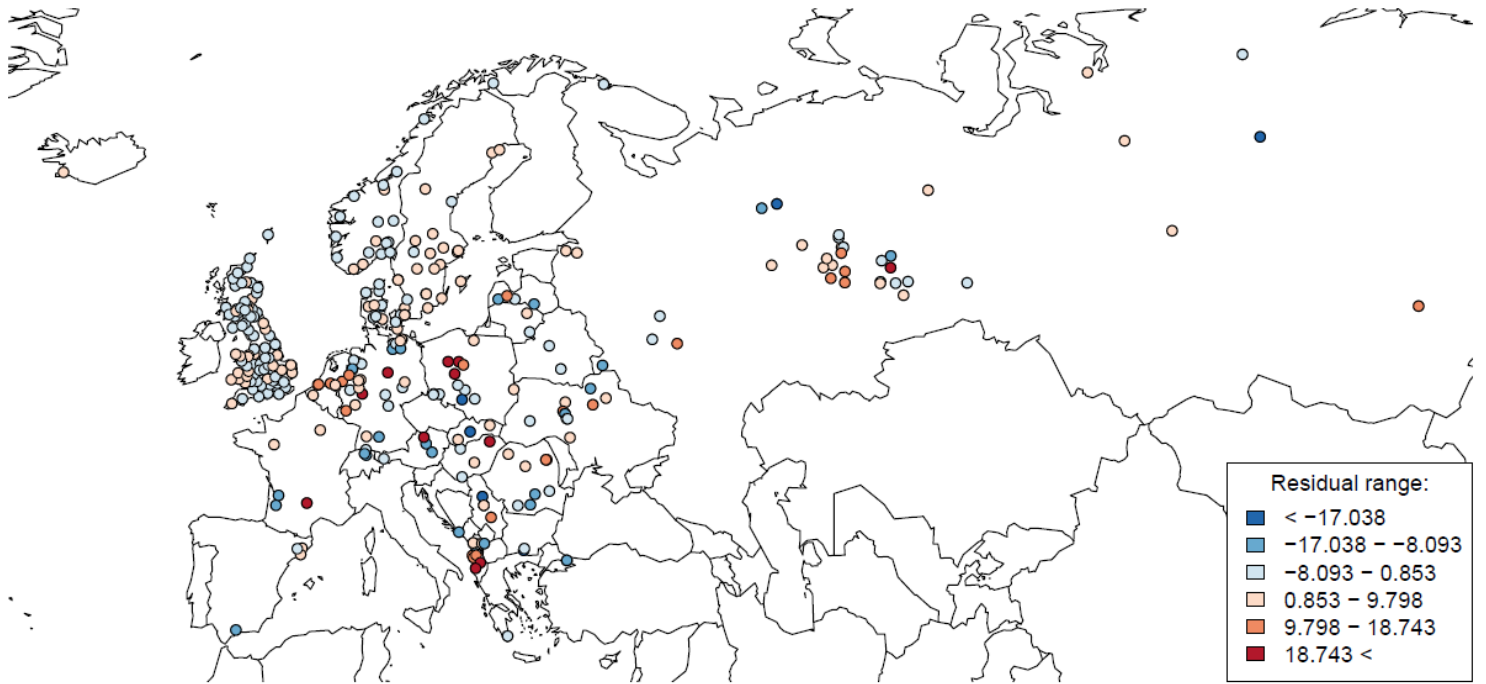 Residual range:
< −17.038
−17.038 − −8.093
−8.093 − 0.853
0.853 − 9.798
9.798 − 18.743
18.743 <